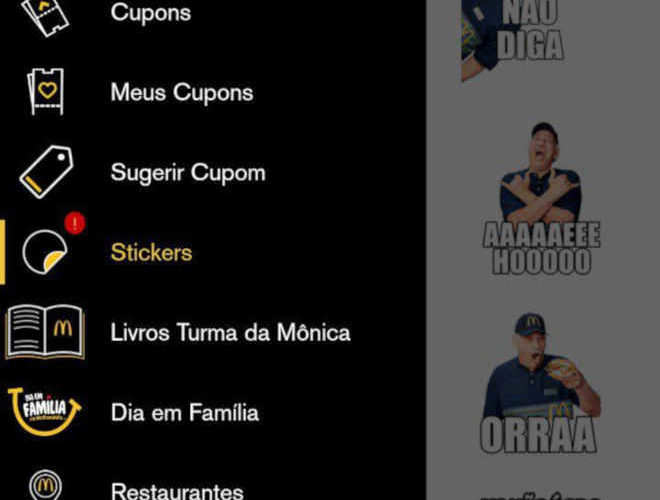 Cupons
Meus Cupons
Sugerir Cupom
!
Stickers
Livros Turma da Mônica
DIA EM
FAMÍLIA
Dia em Família
Restaurantes
NÃO
DIGA
AAAAAEEE
HOOOOO
ORRAA